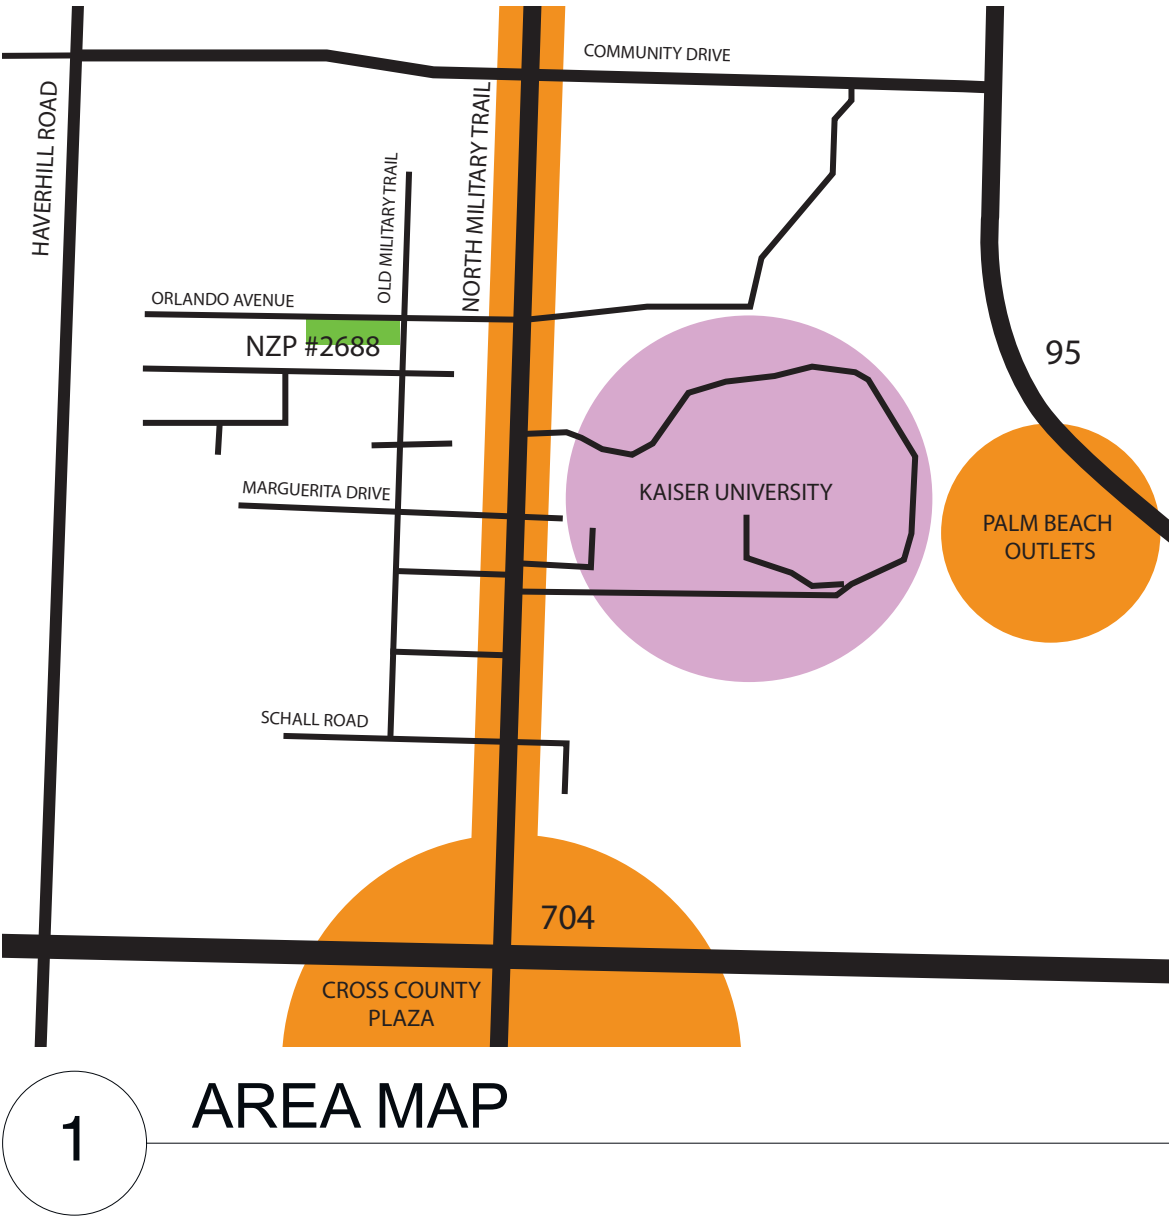 COMMUNITY DRIVE
HAVERHILL ROAD
NORTH MILITARY TRAIL
OLD MILITARY TRAIL
ORLANDO AVENUE
NZP #2688
95
MARGUERITA DRIVE
KAISER UNIVERSITY
PALM BEACH
OUTLETS
SCHALL ROAD
704
CROSS COUNTY
PLAZA
1
AREA MAP